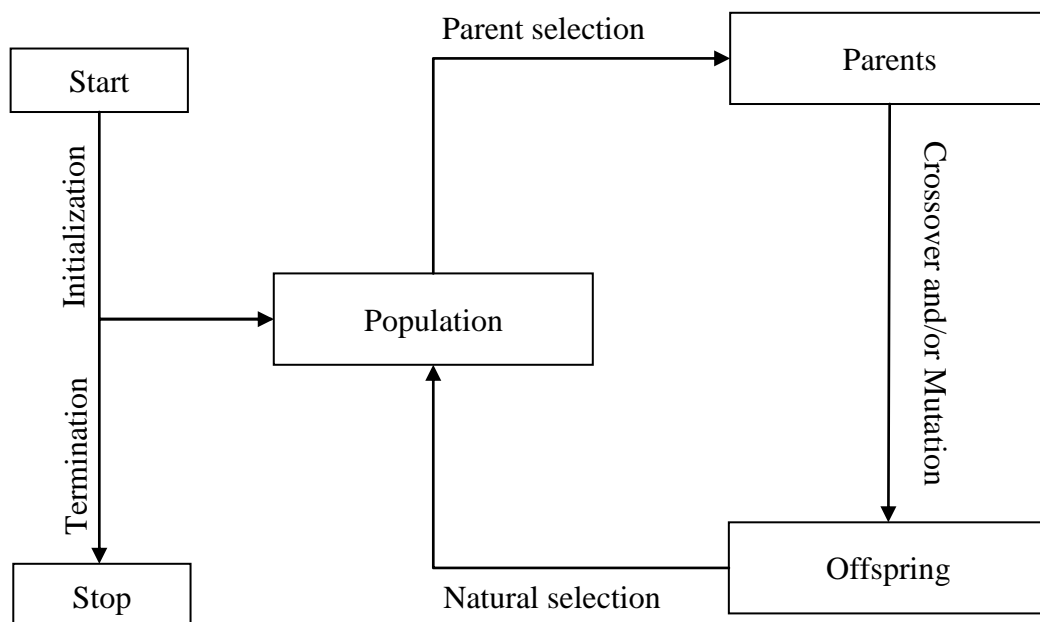 Parent selection
Start
Parents
Initialization
Crossover and/or Mutation
Population
Termination
Stop
Natural selection
Offspring